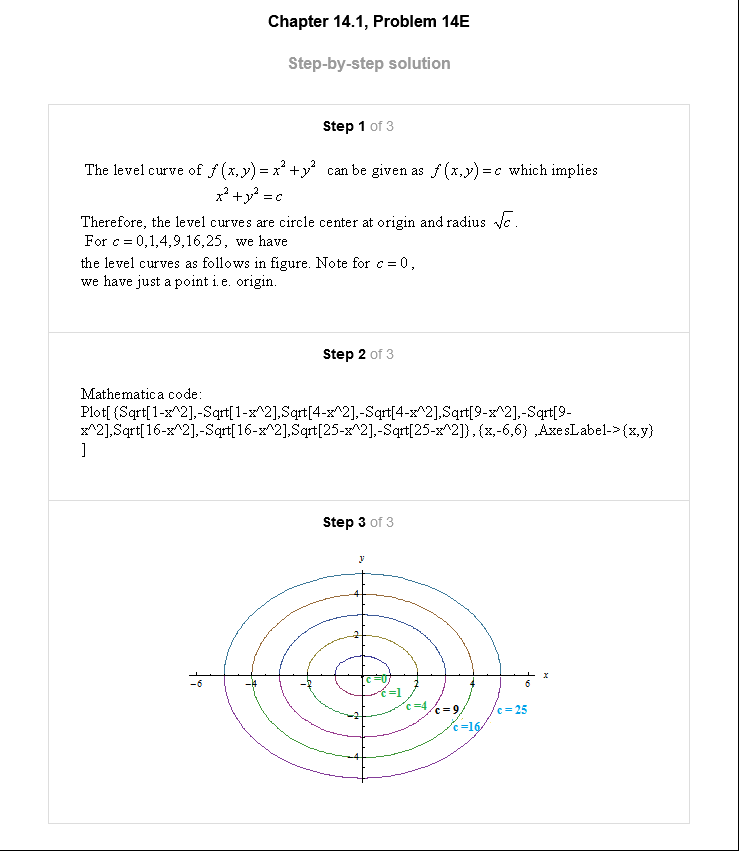 Chapter 14.1, Problem 14E
Step-by-step solution
Step 1 of 3
The level curve of f (x, y) = x² + y² can be given as f (x, y) = c which implies
x² + y² = c
Therefore, the level curves are circle center at origin and radius √c .
For c = 0,1,4,9,16,25, we have
the level curves as follows in figure. Note for c = 0 ,
we have just a point i.e. origin.
Step 2 of 3
Mathematica code:
Plot[{Sqrt[1-x^2],-Sqrt[1-x^2],Sqrt[4-x^2],-Sqrt[4-x^2],Sqrt[9-x^2],-Sqrt[9-
x^2],Sqrt[16-x^2],-Sqrt[16-x^2],Sqrt[25-x^2],-Sqrt[25-x^2]},{x,-6,6} ,AxesLabel->{x,y}
]
Step 3 of 3
y
4
2
x
-6 -4 -2 2 4 6
c =0
c =1
c =4 c = 9 c = 25
-2
c =16
-4